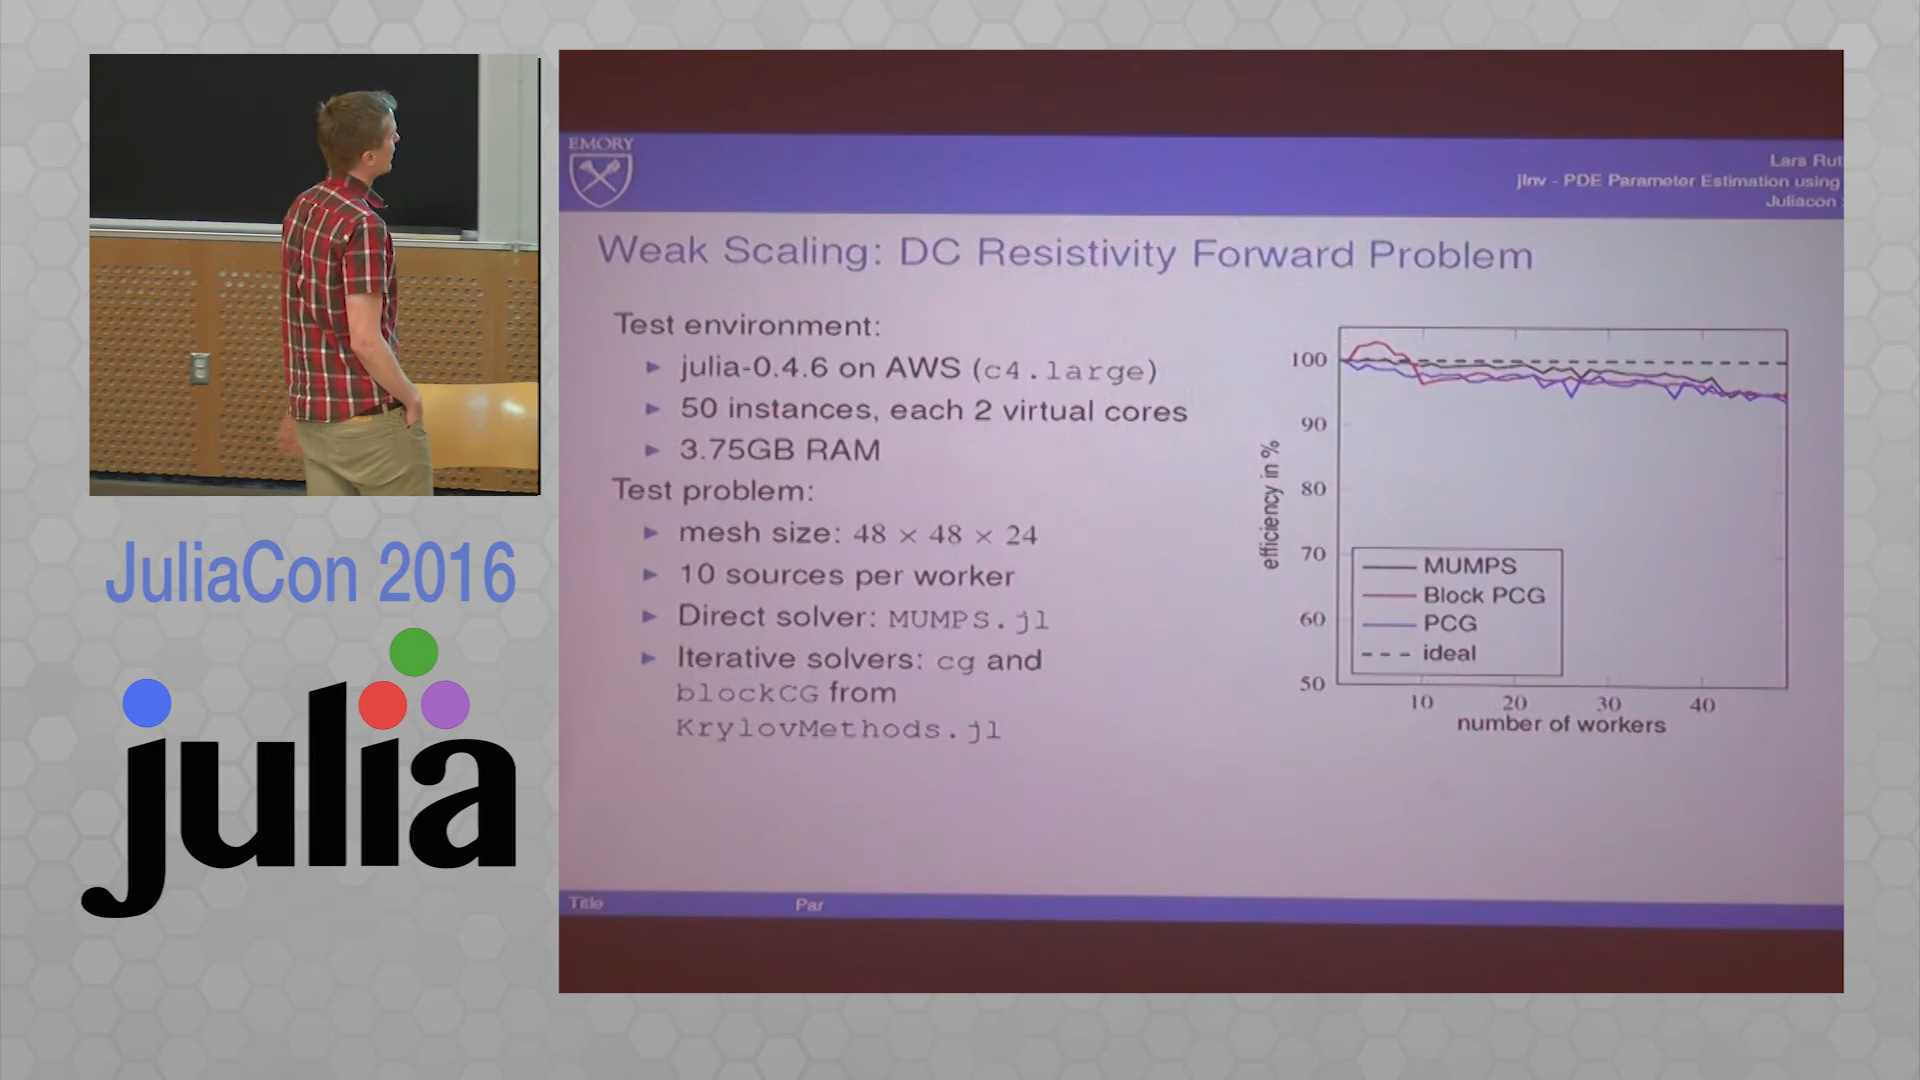 EMORY
Lars Rut
jInv - PDE Parameter Estimation using
Juliacon
Weak Scaling: DC Resistivity Forward Problem
Test environment:
julia-0.4.6 on AWS (c4.large)
50 instances, each 2 virtual cores
3.75GB RAM
Test problem:
mesh size: 48 × 48 × 24
10 sources per worker
Direct solver: MUMPS.jl
Iterative solvers: cg and
blockCG from
KrylovMethods.jl
100
90
80
70
60
50
efficiency in %
MUMPS
Block PCG
PCG
ideal
10 20 30 40
number of workers
Title Par
JuliaCon 2016
julia